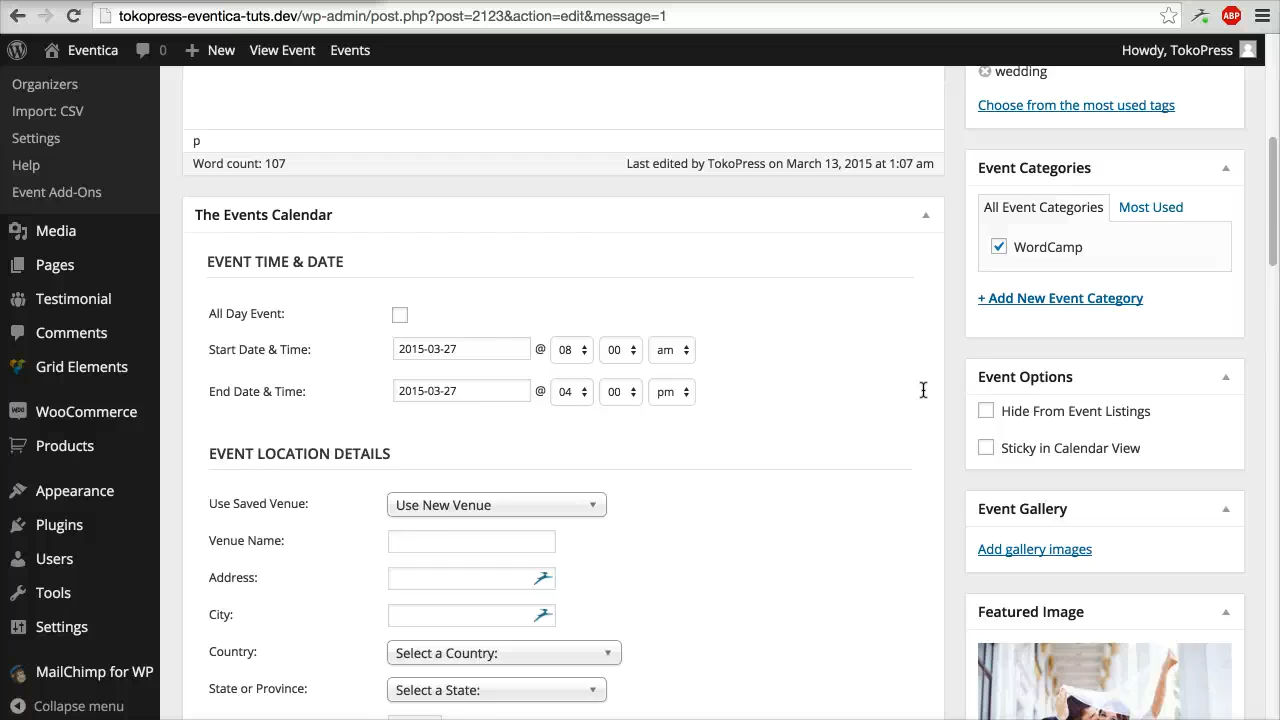 tokopress-eventica-tuts.dev/wp-admin/post.php?post=2123&action=edit&message=1
ABP
Eventica 0 New View Event Events Howdy, TokoPress
Organizers
Import: CSV
Settings
Help
Event Add-Ons
Media
Pages
Testimonial
Comments
Grid Elements
WooCommerce
Products
Appearance
Plugins
Users
Tools
Settings
MailChimp for WP
Collapse menu
p
Word count: 107 Last edited by TokoPress on March 13, 2015 at 1:07 am
The Events Calendar
EVENT TIME & DATE
All Day Event:
Start Date & Time: 2015-03-27 @ 08 00 am
End Date & Time: 2015-03-27 @ 04 00 pm
EVENT LOCATION DETAILS
Use Saved Venue: Use New Venue
Venue Name:
Address:
City:
Country: Select a Country:
State or Province: Select a State:
wedding
Choose from the most used tags
Event Categories
All Event Categories Most Used
WordCamp
+ Add New Event Category
Event Options
Hide From Event Listings
Sticky in Calendar View
Event Gallery
Add gallery images
Featured Image